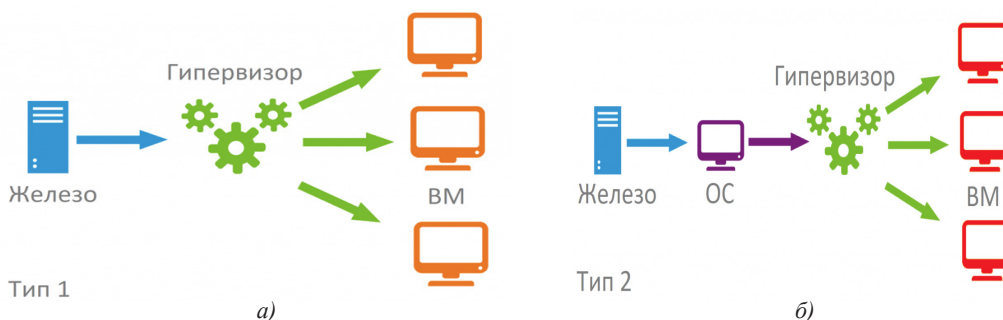 Гипервизор
Железо
ВМ
Тип 1
а)
Гипервизор
Железо
ОС
ВМ
Тип 2
б)